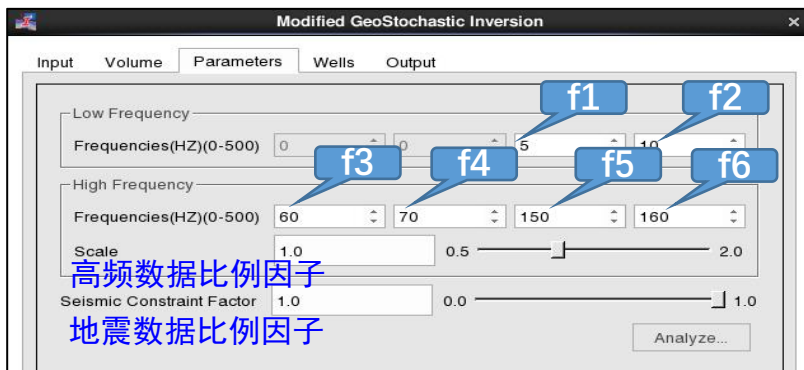 Modified GeoStochastic Inversion
Input Volume Parameters Wells Output
f1 f2
Low Frequency
Frequencies(HZ)(0-500) 0 0 5 10
f3 f4 f5 f6
High Frequency
Frequencies(HZ)(0-500) 60 70 150 160
Scale 1.0 0.5 2.0
高频数据比例因子
Seismic Constraint Factor 1.0 0.0 1.0
地震数据比例因子
Analyze...